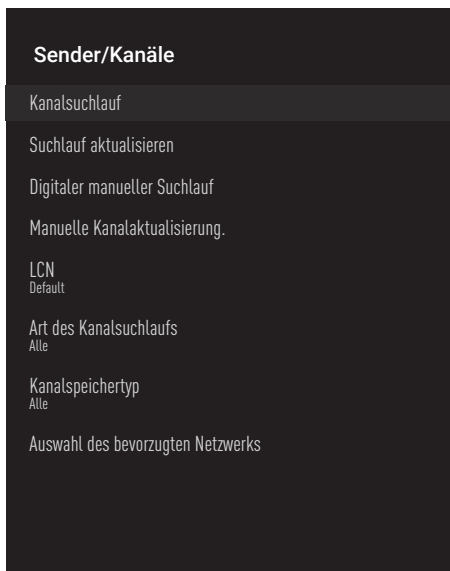 Sender/Kanäle
Kanalsuchlauf
Suchlauf aktualisieren
Digitaler manueller Suchlauf
Manuelle Kanalaktualisierung.
LCN
Default
Art des Kanalsuchlaufs
Alle
Kanalspeichertyp
Alle
Auswahl des bevorzugten Netzwerks